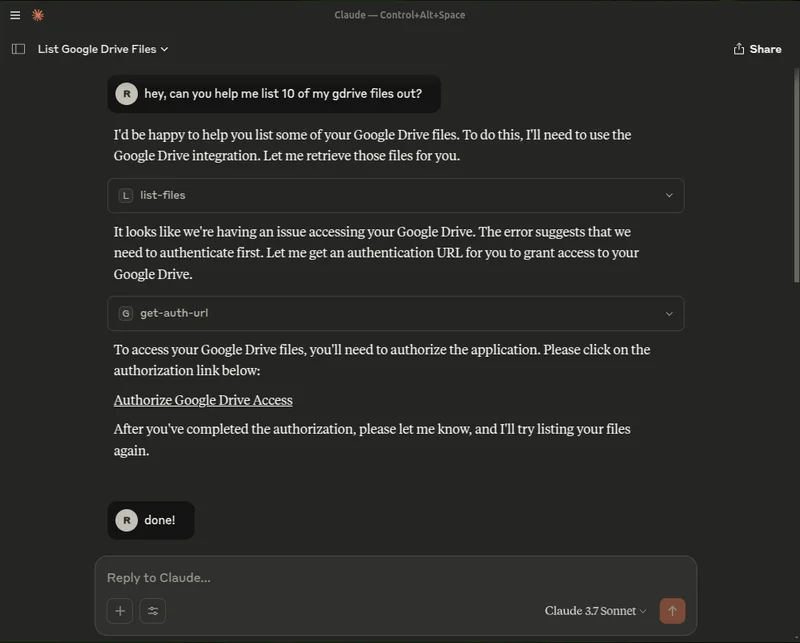 Claude — Control+Alt+Space
List Google Drive Files
Share
R
hey, can you help me list 10 of my gdrive files out?
I'd be happy to help you list some of your Google Drive files. To do this, I'll need to use the
Google Drive integration. Let me retrieve those files for you.
L list-files
It looks like we're having an issue accessing your Google Drive. The error suggests that we
need to authenticate first. Let me get an authentication URL for you to grant access to your
Google Drive.
G get-auth-url
To access your Google Drive files, you'll need to authorize the application. Please click on the
authorization link below:
Authorize Google Drive Access
After you've completed the authorization, please let me know, and I'll try listing your files
again.
R done!
Reply to Claude...
Claude 3.7 Sonnet